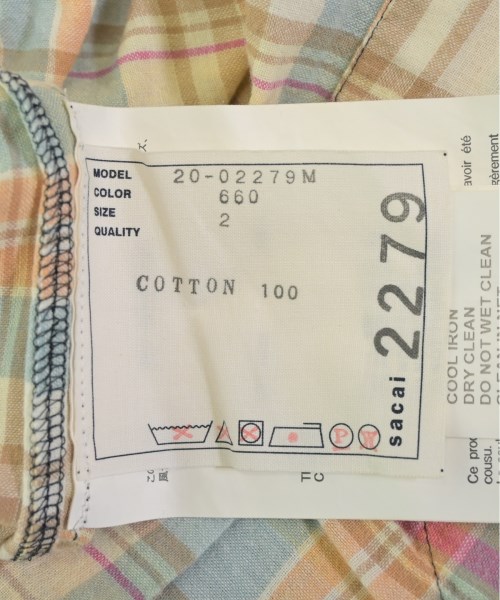 MODEL 20-02279M
COLOR 660
SIZE 2
QUALITY
COTTON 100
sacai 2279
P
W
avoir été
COOL IRON
DRY CLEAN
DO NOT WET CLEAN
Ce
cousu.